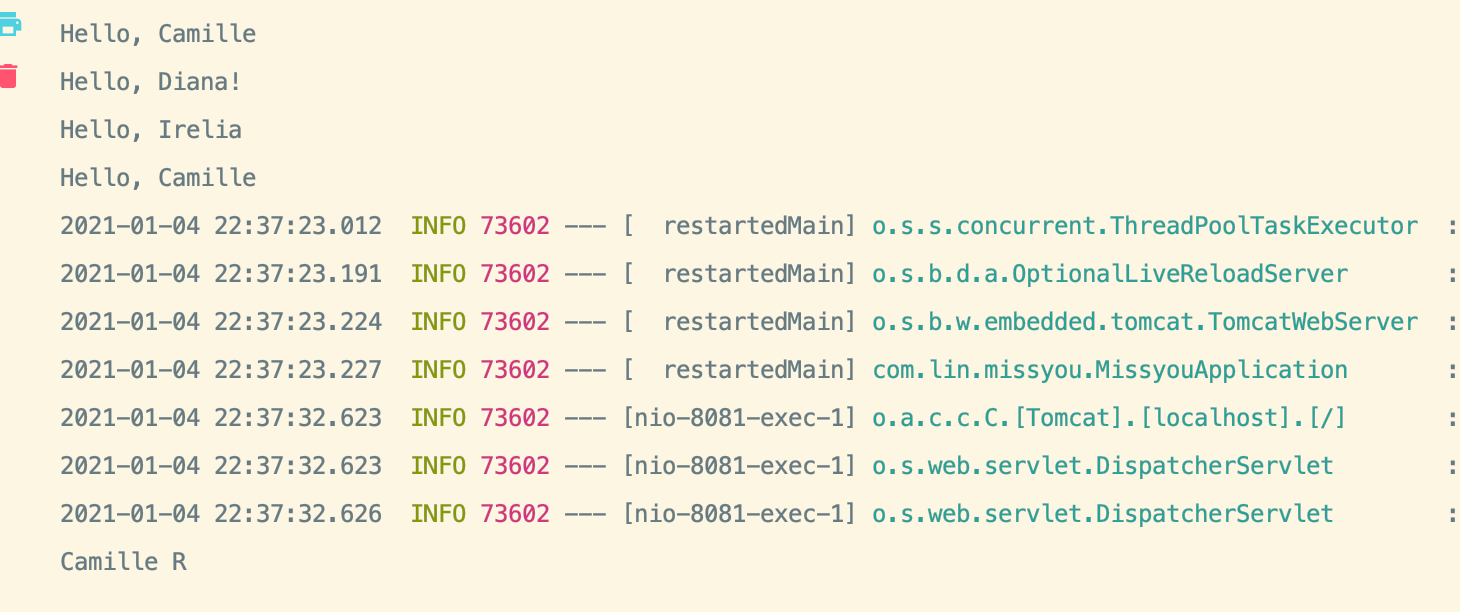 Hello, Camille
Hello, Diana!
Hello, Irelia
Hello, Camille
2021-01-04 22:37:23.012  INFO 73602 --- [  restartedMain] o.s.s.concurrent.ThreadPoolTaskExecutor  :
2021-01-04 22:37:23.191  INFO 73602 --- [  restartedMain] o.s.b.d.a.OptionalLiveReloadServer       :
2021-01-04 22:37:23.224  INFO 73602 --- [  restartedMain] o.s.b.w.embedded.tomcat.TomcatWebServer  :
2021-01-04 22:37:23.227  INFO 73602 --- [  restartedMain] com.lin.missyou.MissyouApplication       :
2021-01-04 22:37:32.623  INFO 73602 --- [nio-8081-exec-1] o.a.c.c.C.[Tomcat].[localhost].[/]       :
2021-01-04 22:37:32.623  INFO 73602 --- [nio-8081-exec-1] o.s.web.servlet.DispatcherServlet        :
2021-01-04 22:37:32.626  INFO 73602 --- [nio-8081-exec-1] o.s.web.servlet.DispatcherServlet        :
Camille R